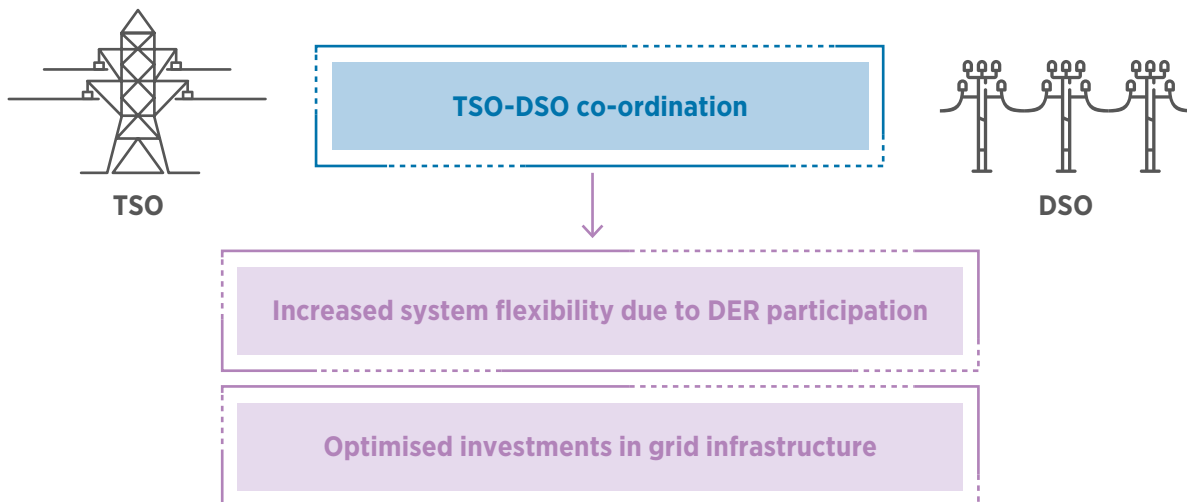 TSO-DSO co-ordination
TSO
DSO
Increased system flexibility due to DER participation
Optimised investments in grid infrastructure